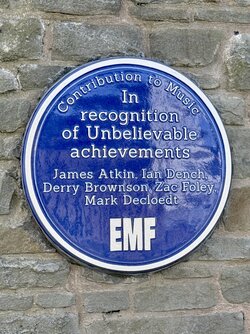 Contribution to Music
In
recognition
of Unbelievable
achievements
James Atkin, Ian Dench,
Derry Brownson, Zac Foley,
Mark Decloedt
EMF